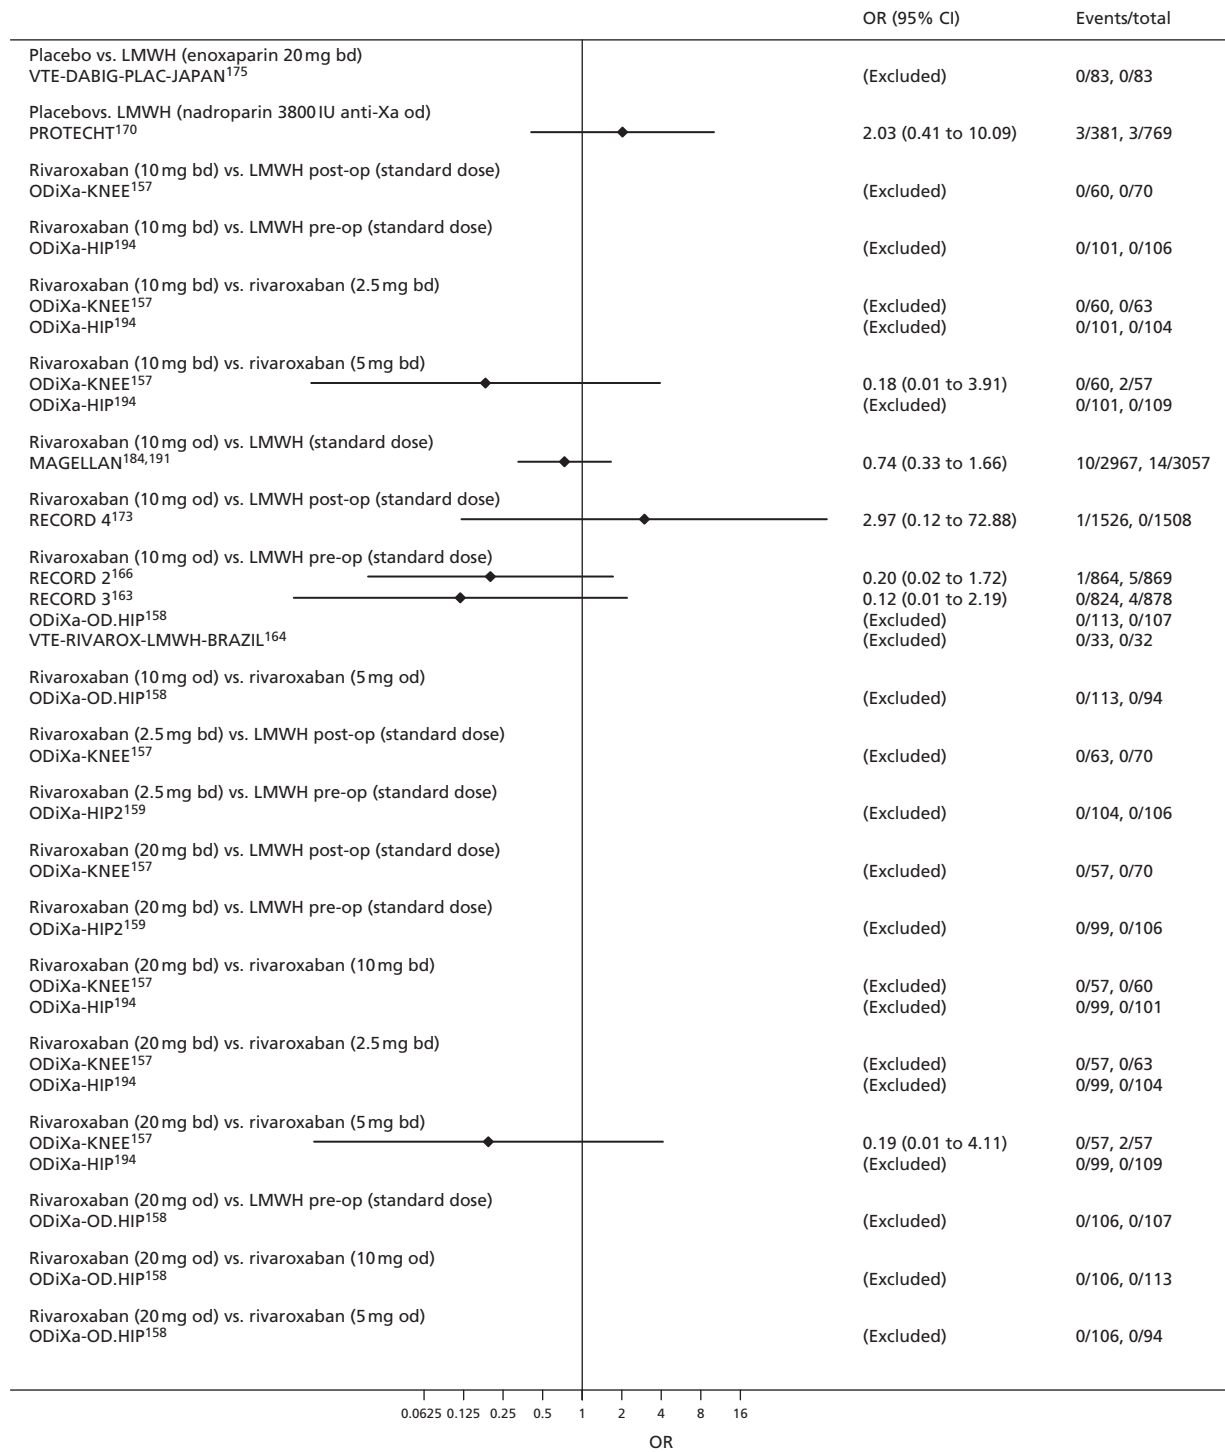 OR (95% CI) Events/total
Placebo vs. LMWH (enoxaparin 20 mg bd)
VTE-DABIG-PLAC-JAPAN175 (Excluded) 0/83, 0/83
Placebovs. LMWH (nadroparin 3800 IU anti-Xa od)
PROTECHT170 2.03 (0.41 to 10.09) 3/381, 3/769
Rivaroxaban (10 mg bd) vs. LMWH post-op (standard dose)
ODiXa-KNEE157 (Excluded) 0/60, 0/70
Rivaroxaban (10 mg bd) vs. LMWH pre-op (standard dose)
ODiXa-HIP194 (Excluded) 0/101, 0/106
Rivaroxaban (10 mg bd) vs. rivaroxaban (2.5 mg bd)
ODiXa-KNEE157 (Excluded) 0/60, 0/63
ODiXa-HIP194 (Excluded) 0/101, 0/104
Rivaroxaban (10 mg bd) vs. rivaroxaban (5 mg bd)
ODiXa-KNEE157 0.18 (0.01 to 3.91) 0/60, 2/57
ODiXa-HIP194 (Excluded) 0/101, 0/109
Rivaroxaban (10 mg od) vs. LMWH (standard dose)
MAGELLAN184,191 0.74 (0.33 to 1.66) 10/2967, 14/3057
Rivaroxaban (10 mg od) vs. LMWH post-op (standard dose)
RECORD 4173 2.97 (0.12 to 72.88) 1/1526, 0/1508
Rivaroxaban (10 mg od) vs. LMWH pre-op (standard dose)
RECORD 2166 0.20 (0.02 to 1.72) 1/864, 5/869
RECORD 3163 0.12 (0.01 to 2.19) 0/824, 4/878
ODiXa-OD.HIP158 (Excluded) 0/113, 0/107
VTE-RIVAROX-LMWH-BRAZIL164 (Excluded) 0/33, 0/32
Rivaroxaban (10 mg od) vs. rivaroxaban (5 mg od)
ODiXa-OD.HIP158 (Excluded) 0/113, 0/94
Rivaroxaban (2.5 mg bd) vs. LMWH post-op (standard dose)
ODiXa-KNEE157 (Excluded) 0/63, 0/70
Rivaroxaban (2.5 mg bd) vs. LMWH pre-op (standard dose)
ODiXa-HIP2159 (Excluded) 0/104, 0/106
Rivaroxaban (20 mg bd) vs. LMWH post-op (standard dose)
ODiXa-KNEE157 (Excluded) 0/57, 0/70
Rivaroxaban (20 mg bd) vs. LMWH pre-op (standard dose)
ODiXa-HIP2159 (Excluded) 0/99, 0/106
Rivaroxaban (20 mg bd) vs. rivaroxaban (10 mg bd)
ODiXa-KNEE157 (Excluded) 0/57, 0/60
ODiXa-HIP194 (Excluded) 0/99, 0/101
Rivaroxaban (20 mg bd) vs. rivaroxaban (2.5 mg bd)
ODiXa-KNEE157 (Excluded) 0/57, 0/63
ODiXa-HIP194 (Excluded) 0/99, 0/104
Rivaroxaban (20 mg bd) vs. rivaroxaban (5 mg bd)
ODiXa-KNEE157 0.19 (0.01 to 4.11) 0/57, 2/57
ODiXa-HIP194 (Excluded) 0/99, 0/109
Rivaroxaban (20 mg od) vs. LMWH pre-op (standard dose)
ODiXa-OD.HIP158 (Excluded) 0/106, 0/107
Rivaroxaban (20 mg od) vs. rivaroxaban (10 mg od)
ODiXa-OD.HIP158 (Excluded) 0/106, 0/113
Rivaroxaban (20 mg od) vs. rivaroxaban (5 mg od)
ODiXa-OD.HIP158 (Excluded) 0/106, 0/94
0.0625 0.125 0.25 0.5 1 2 4 8 16
OR